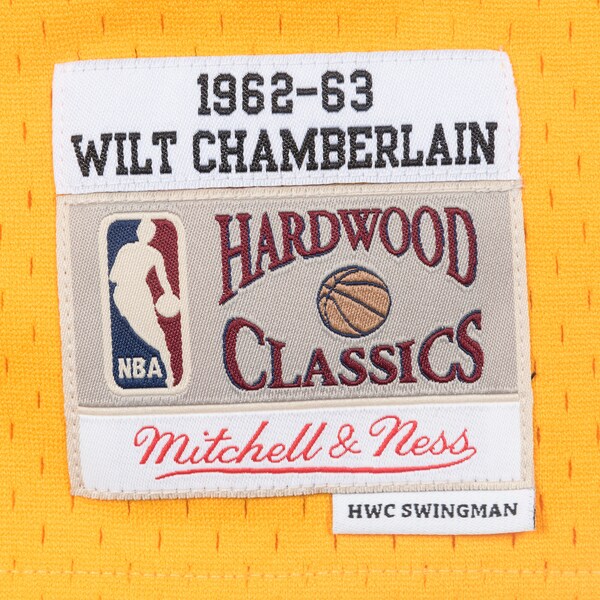 1962-63
WILT CHAMBERLAIN
HARDWOOD
CLASSICS
NBA
Mitchell & Ness
HWC SWINGMAN